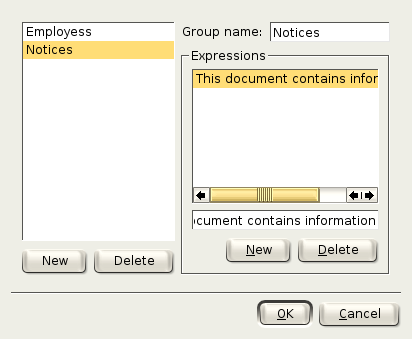 Employess
Notices
New
Delete
Group name:
Notices
Expressions
This document contains infor
cument contains information
New
Delete
OK
Cancel